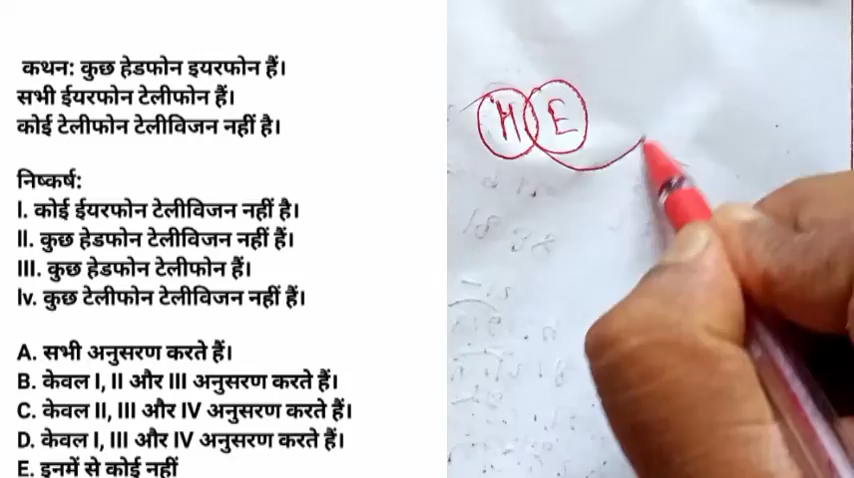 कथन: कुछ हेडफोन इयरफोन हैं।
सभी ईयरफोन टेलीफोन हैं।
कोई टेलीफोन टेलीविजन नहीं है।
निष्कर्ष:
I. कोई ईयरफोन टेलीविजन नहीं है।
II. कुछ हेडफोन टेलीविजन नहीं हैं।
III. कुछ हेडफोन टेलीफोन हैं।
Iv. कुछ टेलीफोन टेलीविजन नहीं हैं।
A. सभी अनुसरण करते हैं।
B. केवल I, II और III अनुसरण करते हैं।
C. केवल II, III और IV अनुसरण करते हैं।
D. केवल I, III और IV अनुसरण करते हैं।
E. इनमें से कोई नहीं
H E